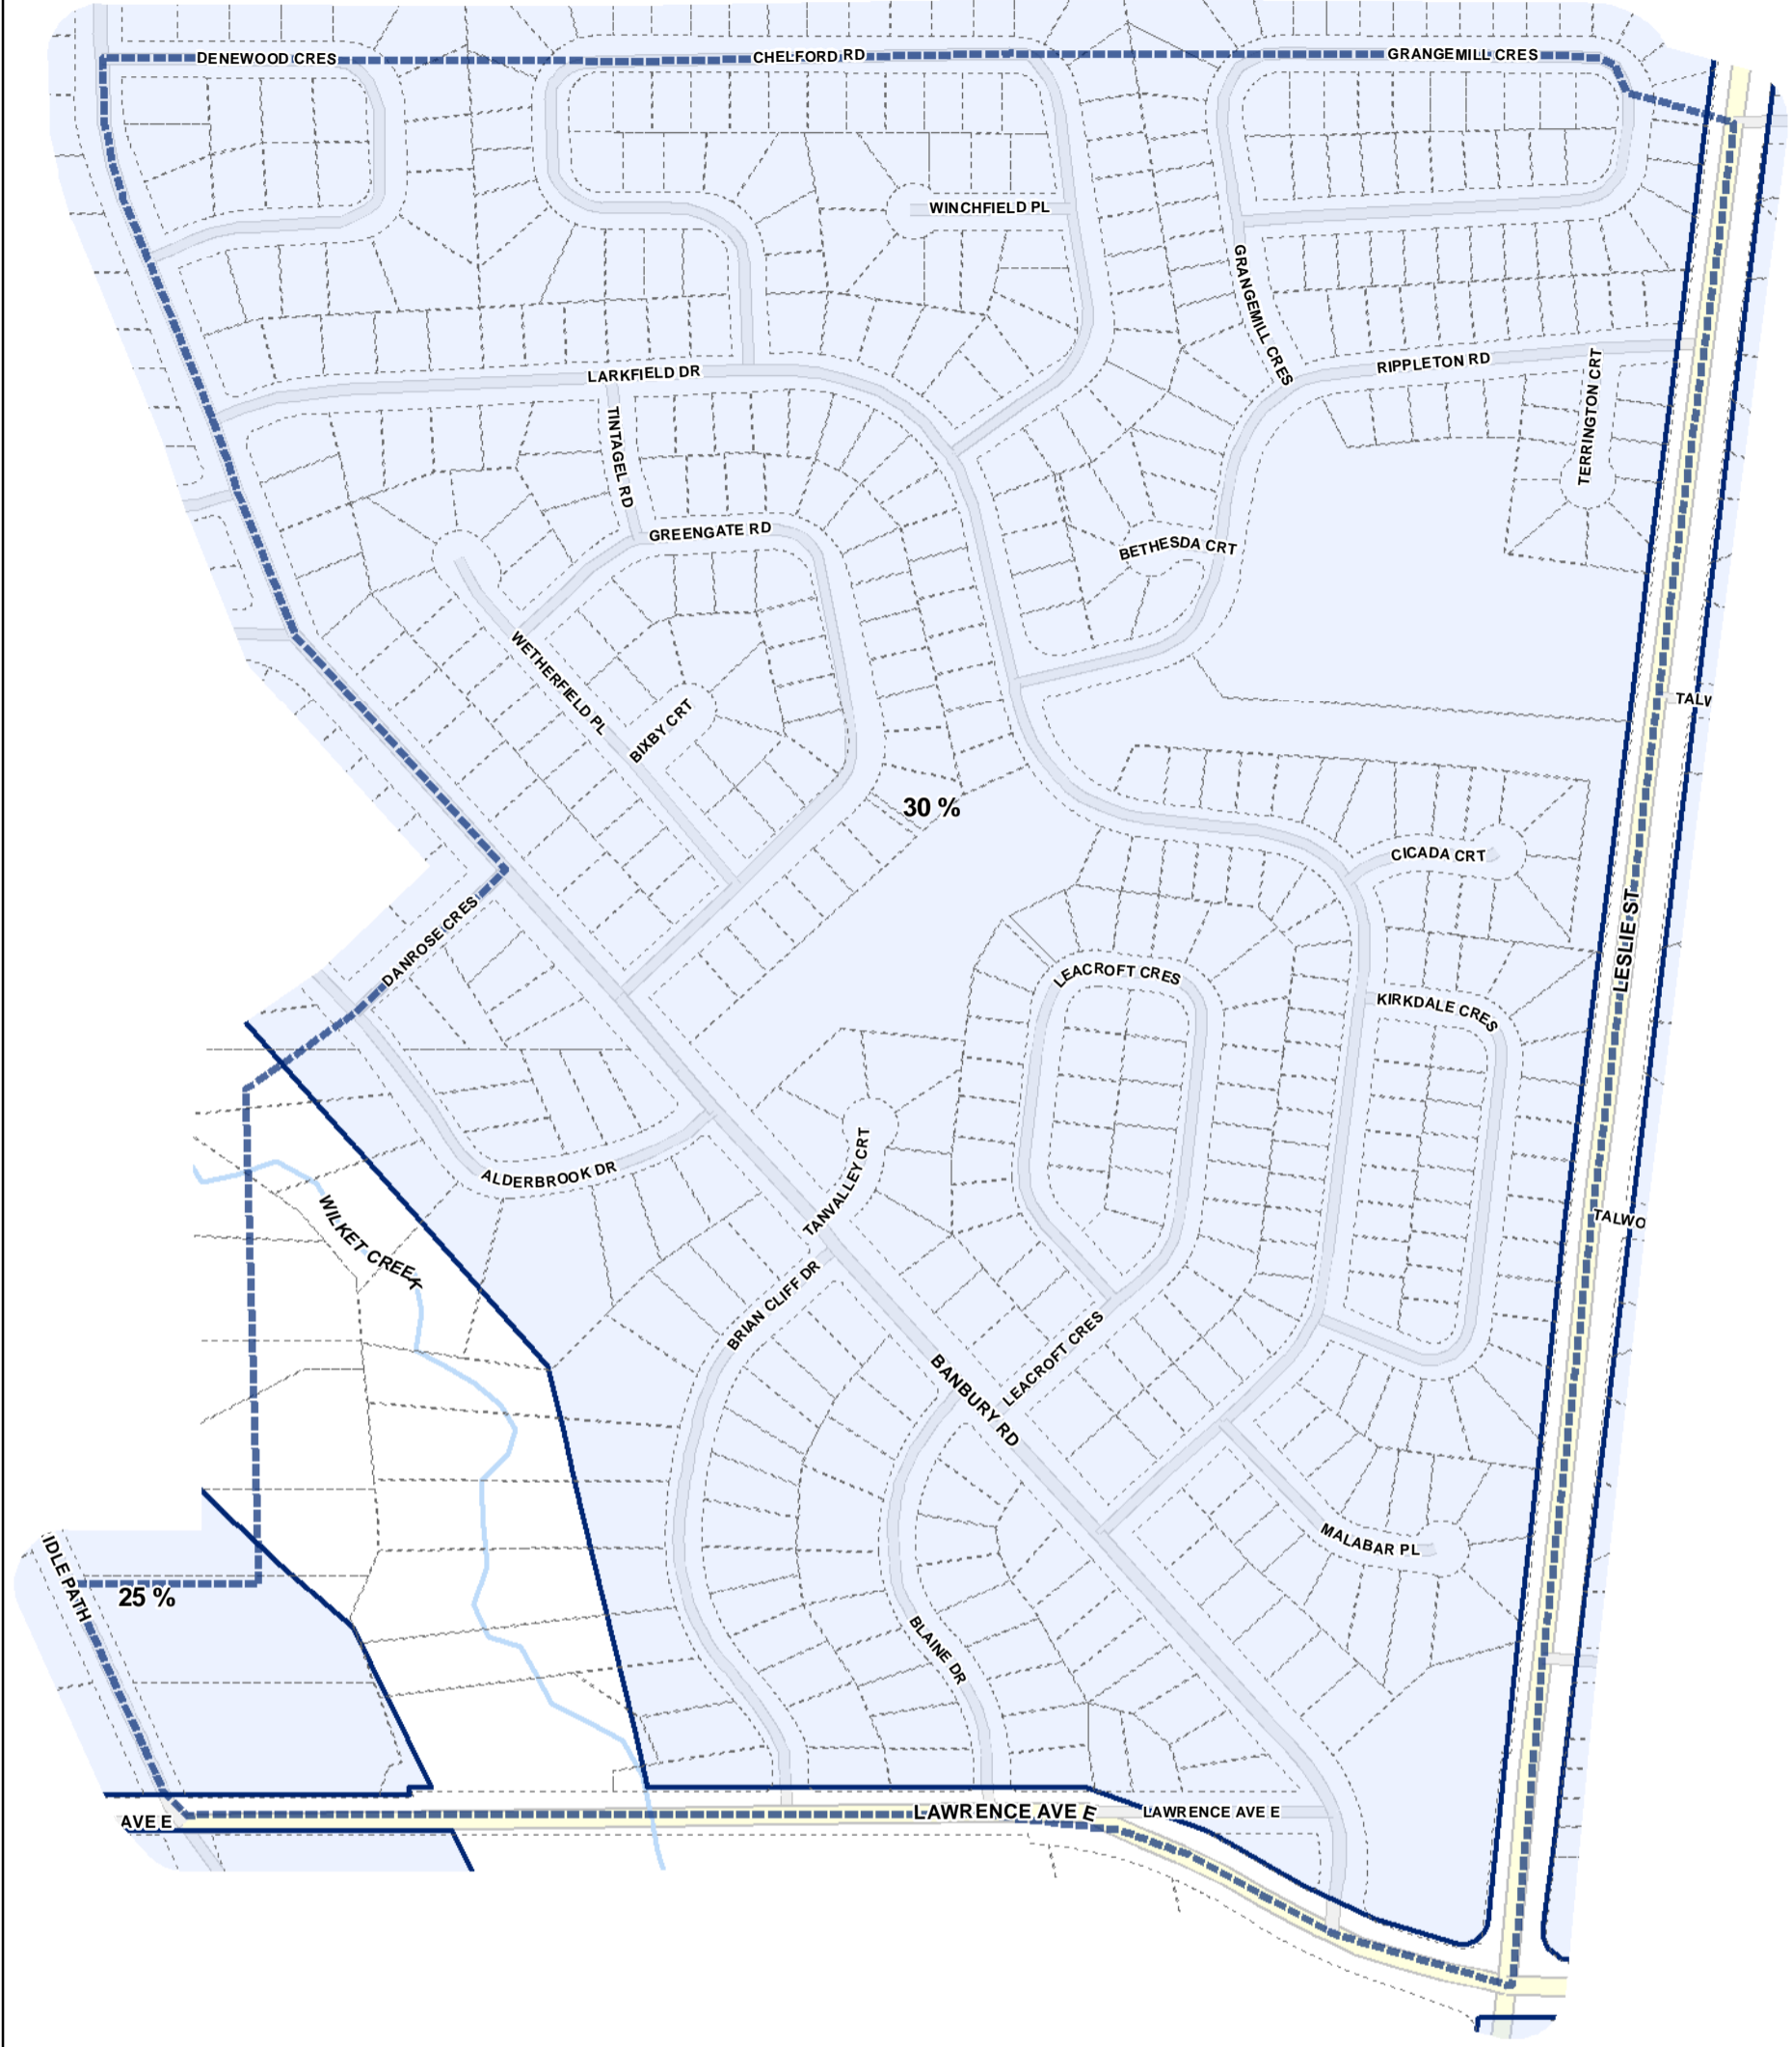 DENEWOOD CRES
CHELFORD RD
GRANGEMILL CRES
WINCHFIELD PL
GRANGEMILL CRES
LARKFIELD DR
RIPPLETON RD
TERRINGTON CRT
TINTAGEL RD
GREENGATE RD
BETHESDA CRT
WETHERFIELD PL
BIXBY CRT
TALW
30 %
CICADA CRT
DANROSE CRES
LESLIE ST
LEACROFT CRES
KIRKDALE CRES
ALDERBROOK DR
TANVALLEY CRT
WILKET CREEK
TALWO
BRIAN CLIFF DR
LEACROFT CRES
BANBURY RD
IDLE PATH
MALABAR PL
25 %
BLAINE DR
AVE E
LAWRENCE AVE E
LAWRENCE AVE E